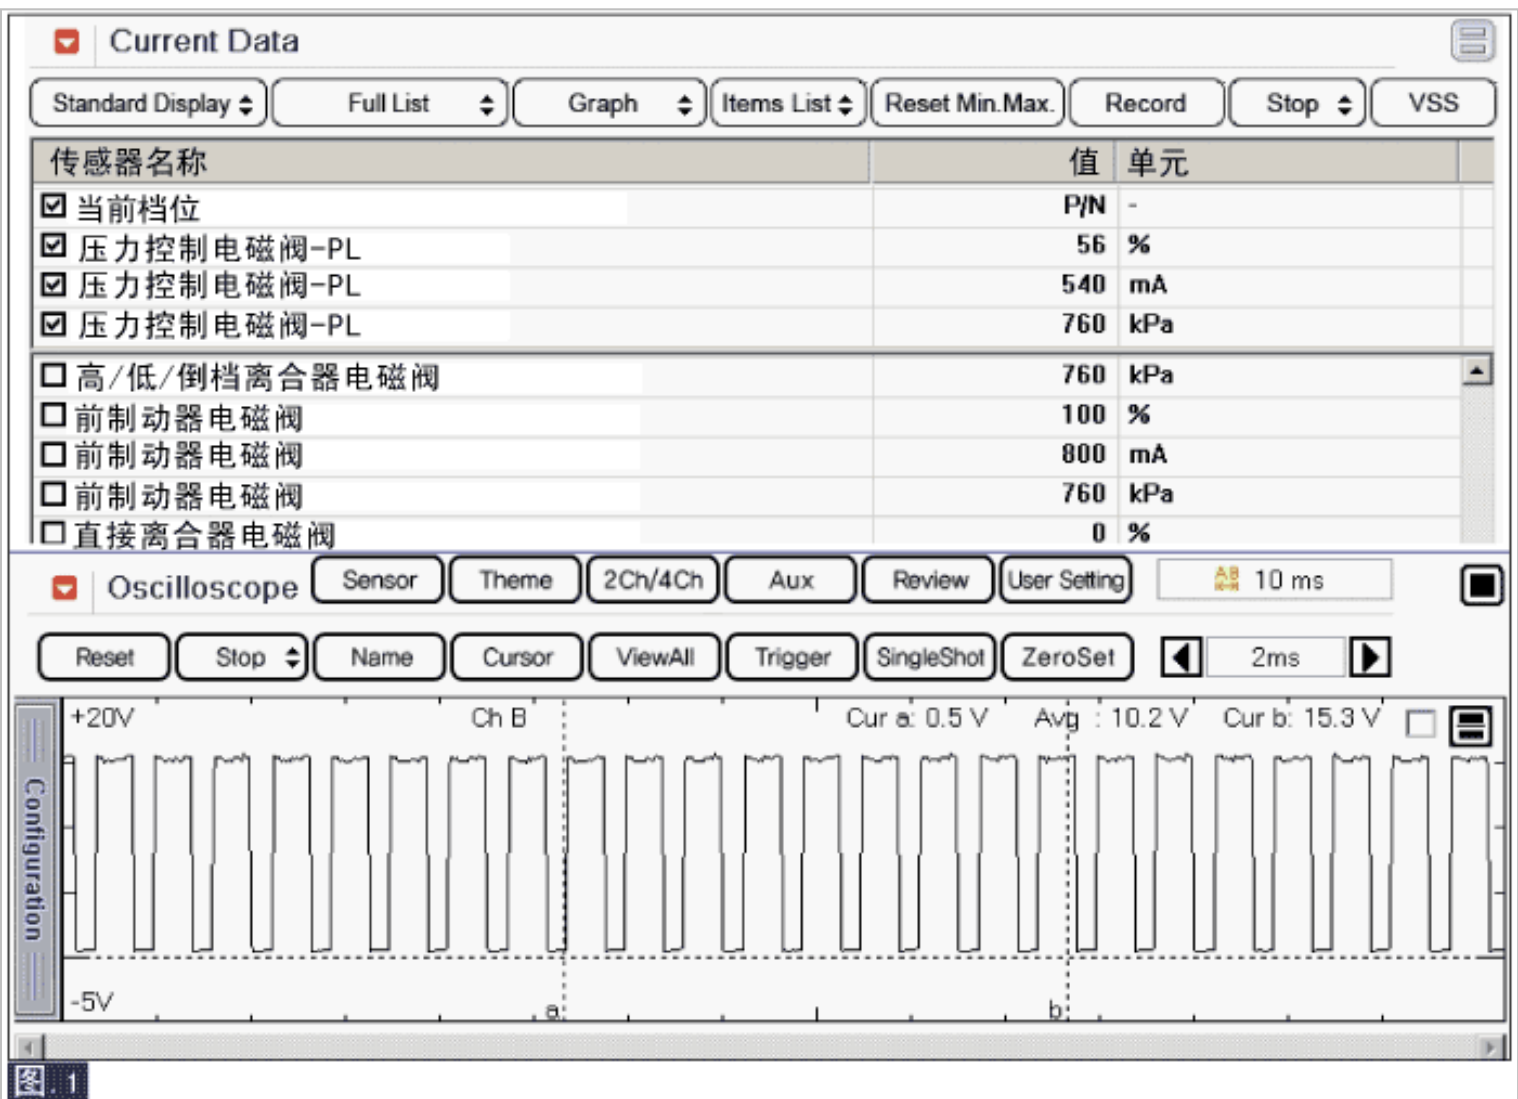 Current Data
Standard Display Full List Graph Items List Reset Min.Max. Record Stop VSS
传感器名称 值 单元
当前档位 P/N -
压力控制电磁阀-PL 56 %
压力控制电磁阀-PL 540 mA
压力控制电磁阀-PL 760 kPa
高/低/倒档离合器电磁阀 760 kPa
前制动器电磁阀 100 %
前制动器电磁阀 800 mA
前制动器电磁阀 760 kPa
直接离合器电磁阀 0 %
Oscilloscope Sensor Theme 2Ch/4Ch Aux Review User Setting 10 ms
Reset Stop Name Cursor ViewAll Trigger SingleShot ZeroSet 2ms
+20V Ch B Cur a: 0.5 V Avg : 10.2 V Cur b: 15.3 V
Configuration
-5V a b
图.1